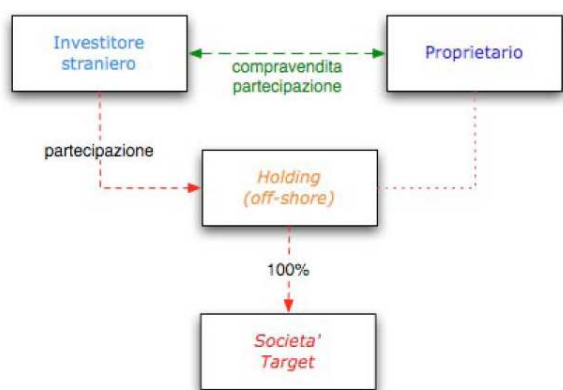 Investitore
straniero
compravendita
partecipazione
Proprietario
partecipazione
Holding
(off-shore)
100%
Societa'
Target